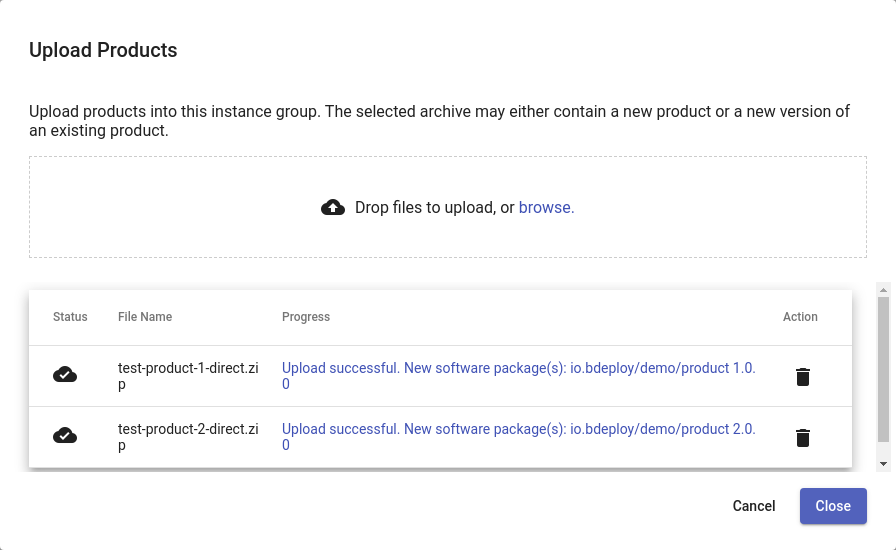 Upload Products
Upload products into this instance group. The selected archive may either contain a new product or a new version of
an existing product.
Drop files to upload, or browse.
Status File Name Progress Action
test-product-1-direct.zi
p
Upload successful. New software package(s): io.bdeploy/demo/product 1.0.
0
test-product-2-direct.zi
p
Upload successful. New software package(s): io.bdeploy/demo/product 2.0.
0
Cancel Close